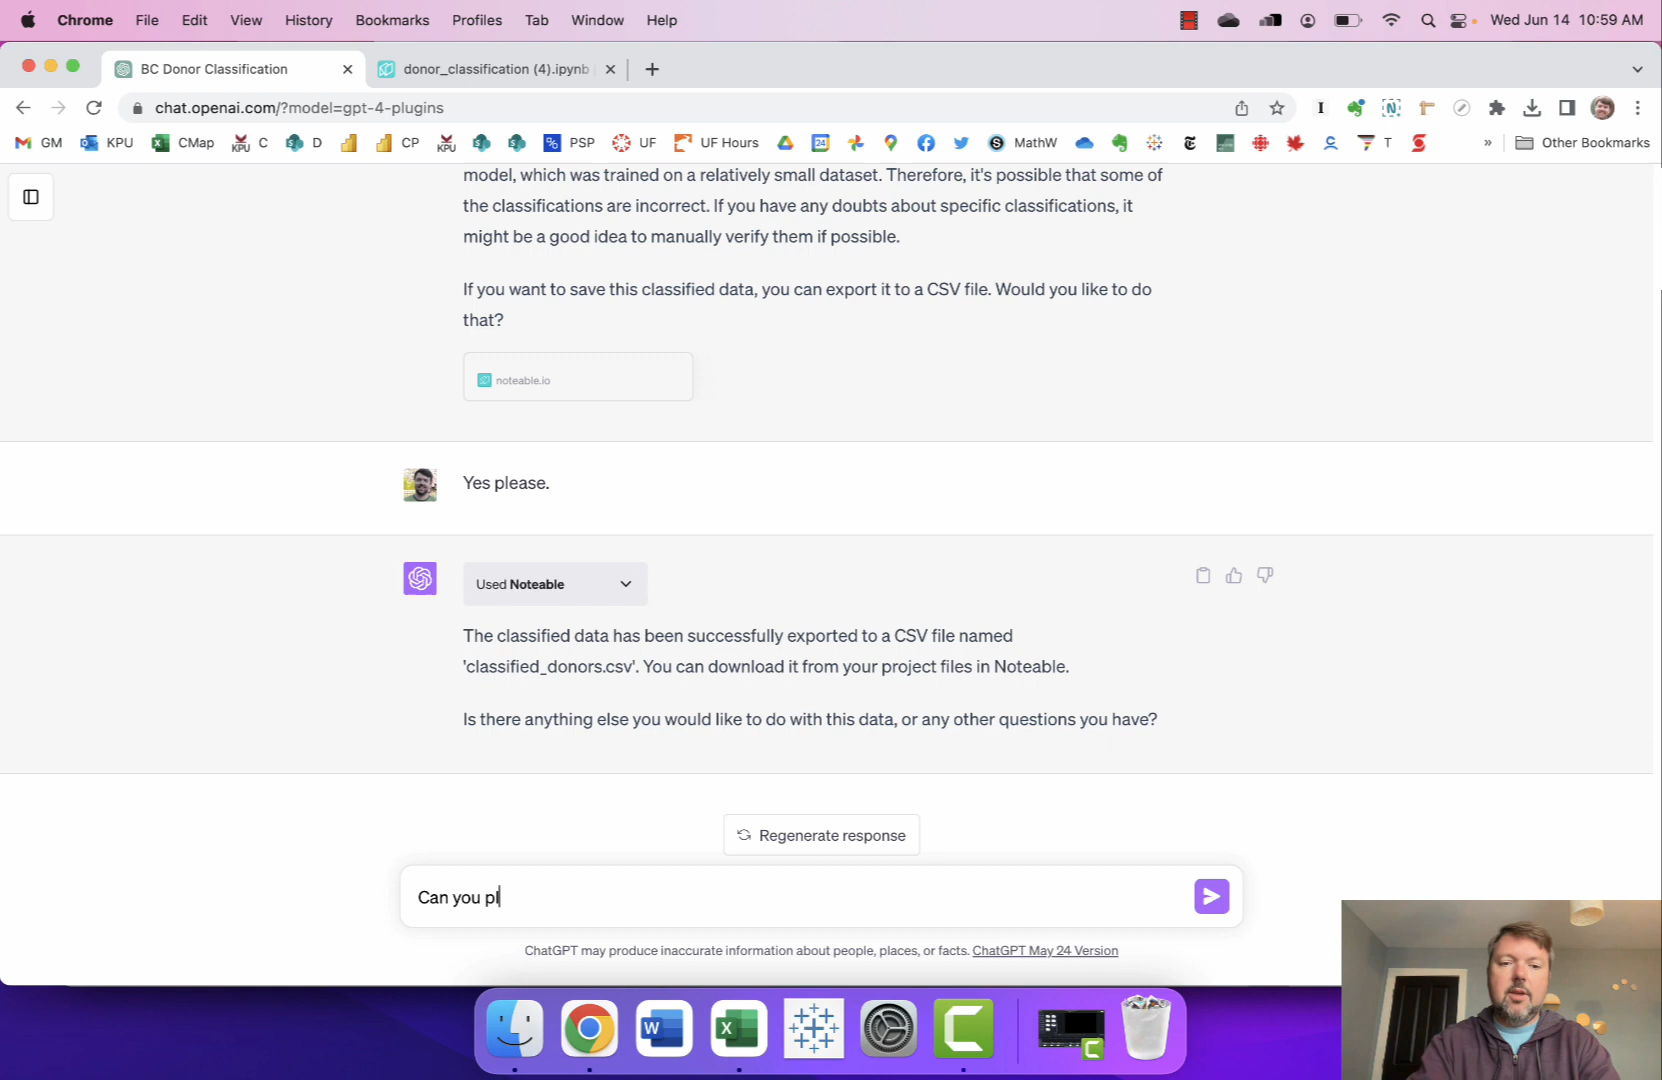 Chrome File Edit View History Bookmarks Profiles Tab Window Help Wed Jun 14 10:59 AM
BC Donor Classification donor_classification (4).ipynb
chat.openai.com/?model=gpt-4-plugins
GM KPU CMap C D CP KPU PSP UF UF Hours 24 MathW T » Other Bookmarks
model, which was trained on a relatively small dataset. Therefore, it's possible that some of
the classifications are incorrect. If you have any doubts about specific classifications, it
might be a good idea to manually verify them if possible.
If you want to save this classified data, you can export it to a CSV file. Would you like to do
that?
noteable.io
Yes please.
Used Noteable
The classified data has been successfully exported to a CSV file named
'classified_donors.csv'. You can download it from your project files in Noteable.
Is there anything else you would like to do with this data, or any other questions you have?
Regenerate response
Can you pl
ChatGPT may produce inaccurate information about people, places, or facts. ChatGPT May 24 Version